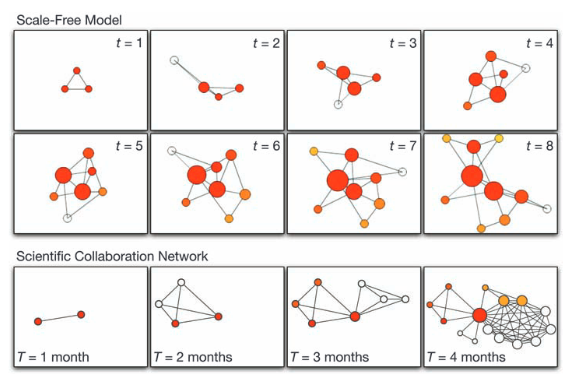 Scale-Free Model
t = 1
t = 2
t = 3
t = 4
t = 5
t = 6
t = 7
t = 8
Scientific Collaboration Network
T = 1 month
T = 2 months
T = 3 months
T = 4 months